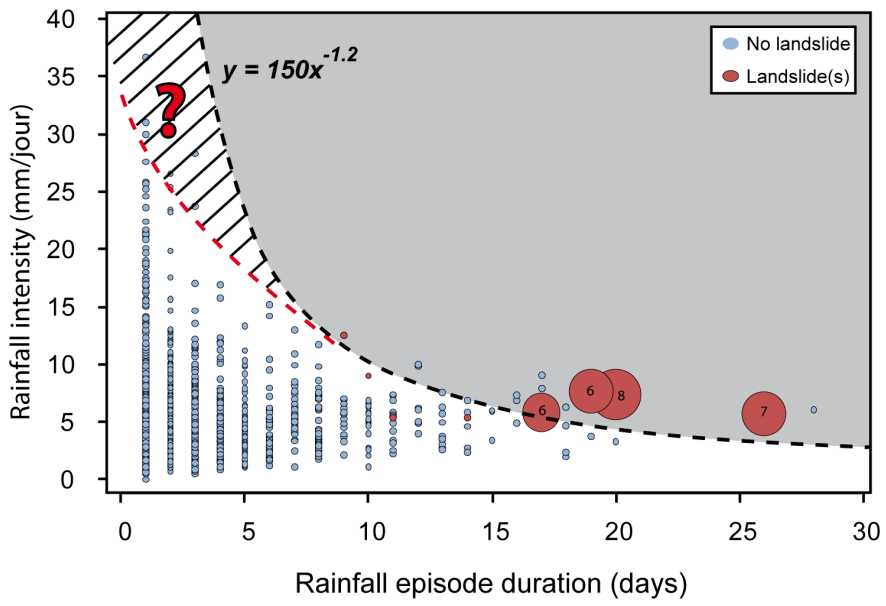 40
35
30
25
20
15
10
5
0
Rainfall intensity (mm/jour)
y = 150x^-1.2
?
No landslide
Landslide(s)
6
6
8
7
0 5 10 15 20 25 30
Rainfall episode duration (days)